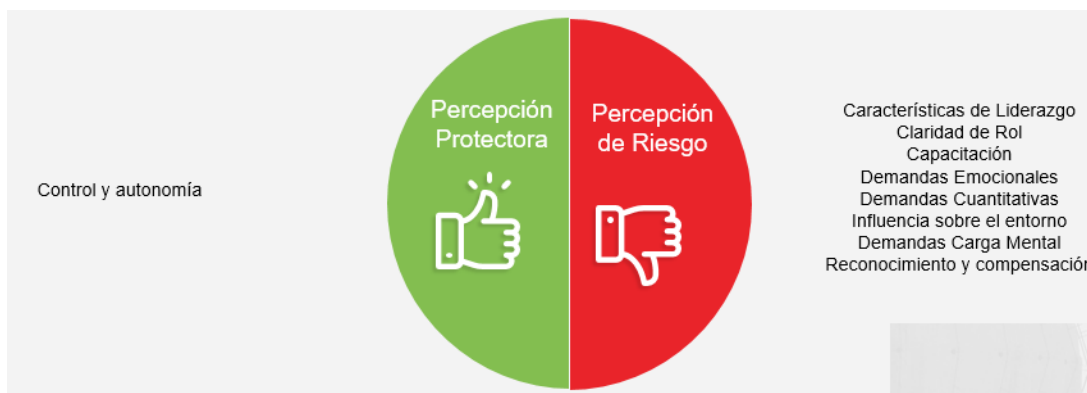 Control y autonomía
Percepción
Protectora
Percepción
de Riesgo
Características de Liderazgo
Claridad de Rol
Capacitación
Demandas Emocionales
Demandas Cuantitativas
Influencia sobre el entorno
Demandas Carga Mental
Reconocimiento y compensación